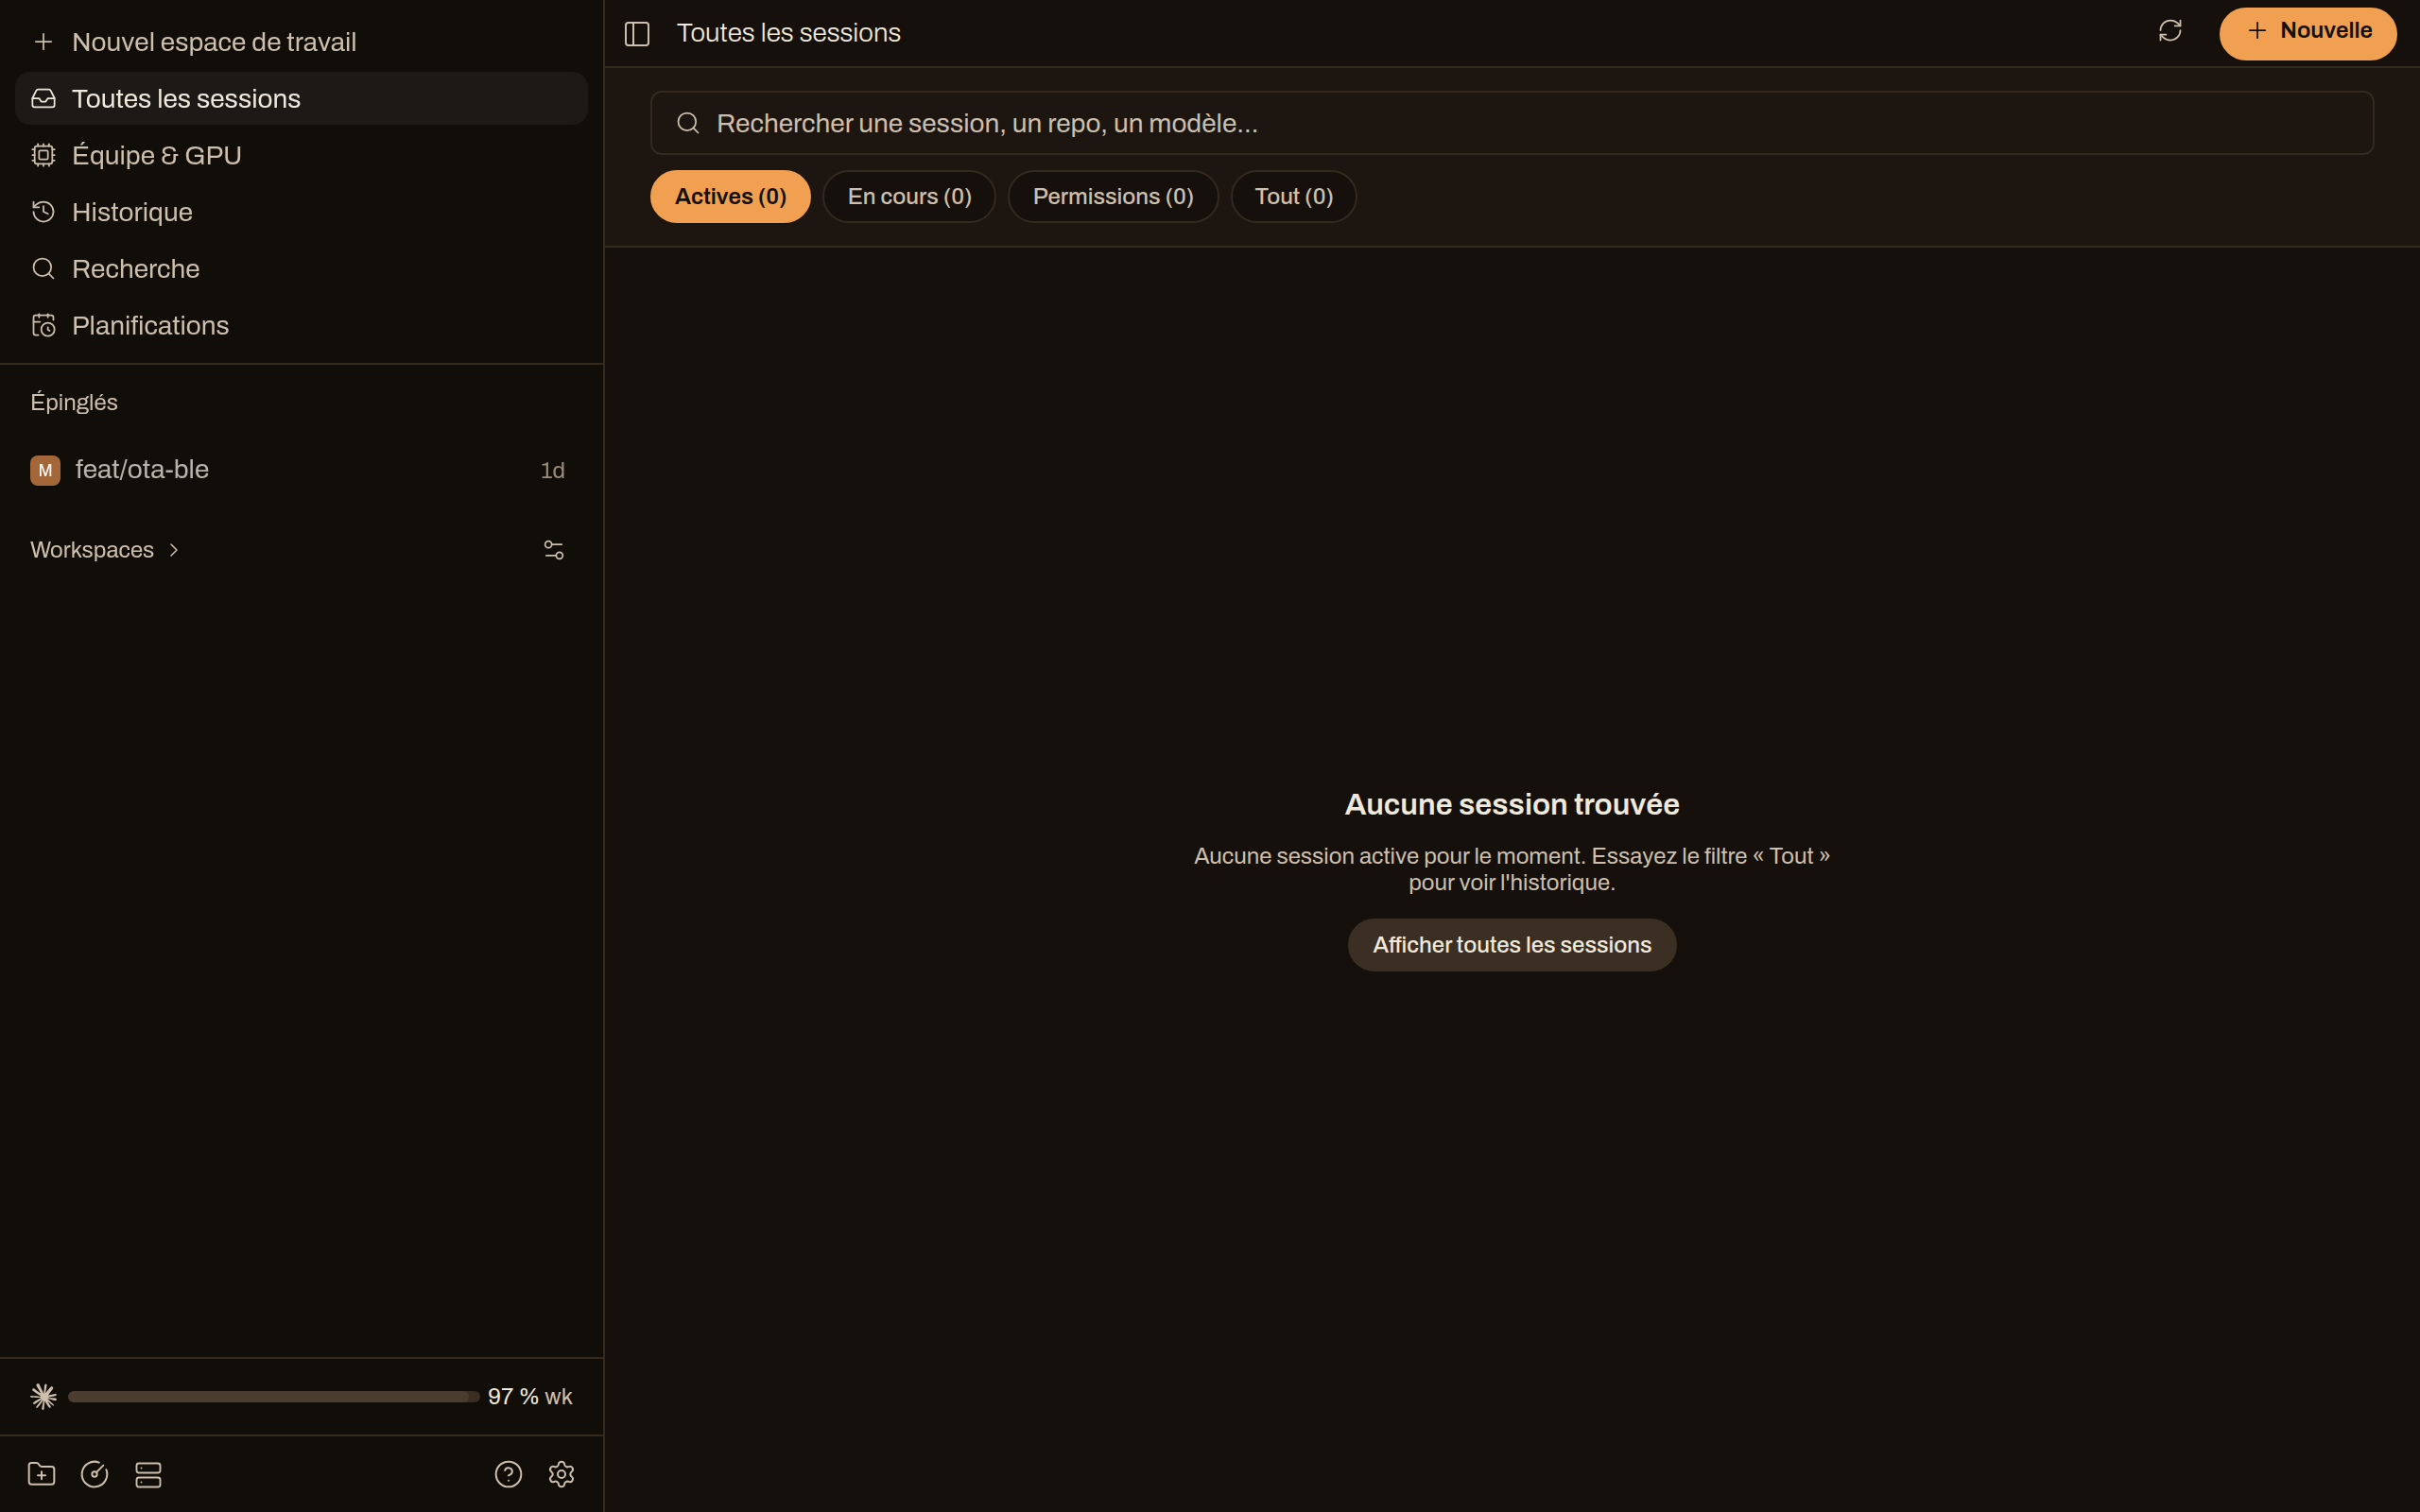 Nouvel espace de travail
Toutes les sessions
Équipe & GPU
Historique
Recherche
Planifications
Épinglés
M feat/ota-ble 1d
Workspaces
97 % wk
Toutes les sessions
Nouvelle
Rechercher une session, un repo, un modèle...
Actives (0) En cours (0) Permissions (0) Tout (0)
Aucune session trouvée
Aucune session active pour le moment. Essayez le filtre « Tout »
pour voir l'historique.
Afficher toutes les sessions